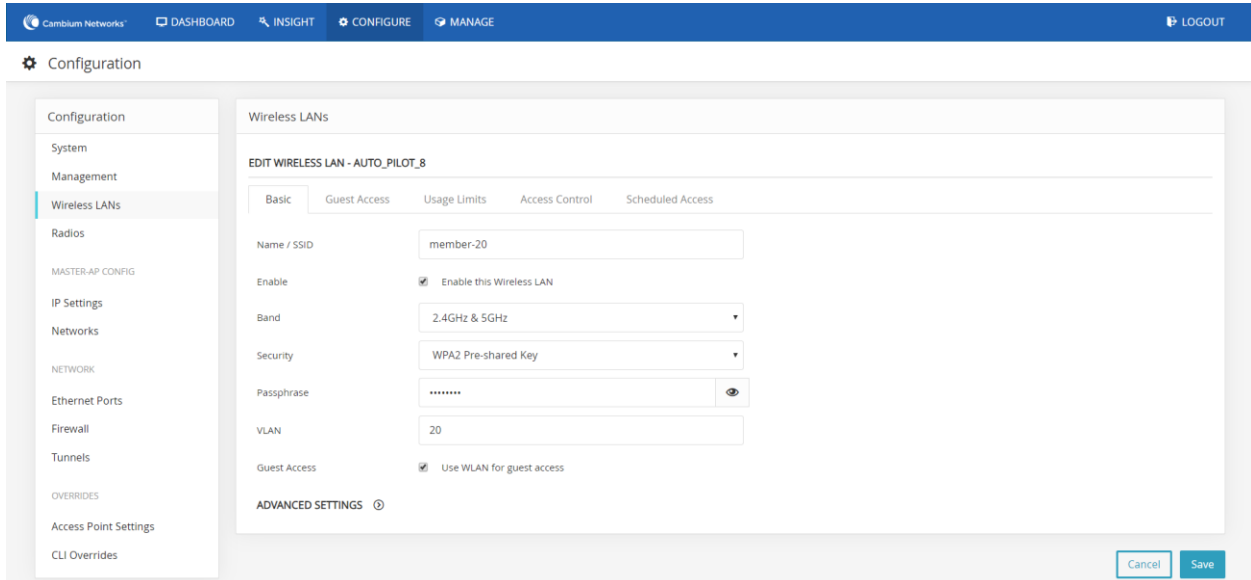 Cambium Networks™ DASHBOARD INSIGHT CONFIGURE MANAGE LOGOUT
Configuration
Configuration
System
Management
Wireless LANs
Radios
MASTER-AP CONFIG
IP Settings
Networks
NETWORK
Ethernet Ports
Firewall
Tunnels
OVERRIDES
Access Point Settings
CLI Overrides
Wireless LANs
EDIT WIRELESS LAN - AUTO_PILOT_8
Basic Guest Access Usage Limits Access Control Scheduled Access
Name / SSID member-20
Enable Enable this Wireless LAN
Band 2.4GHz & 5GHz
Security WPA2 Pre-shared Key
Passphrase ••••••••
VLAN 20
Guest Access Use WLAN for guest access
ADVANCED SETTINGS
Cancel Save